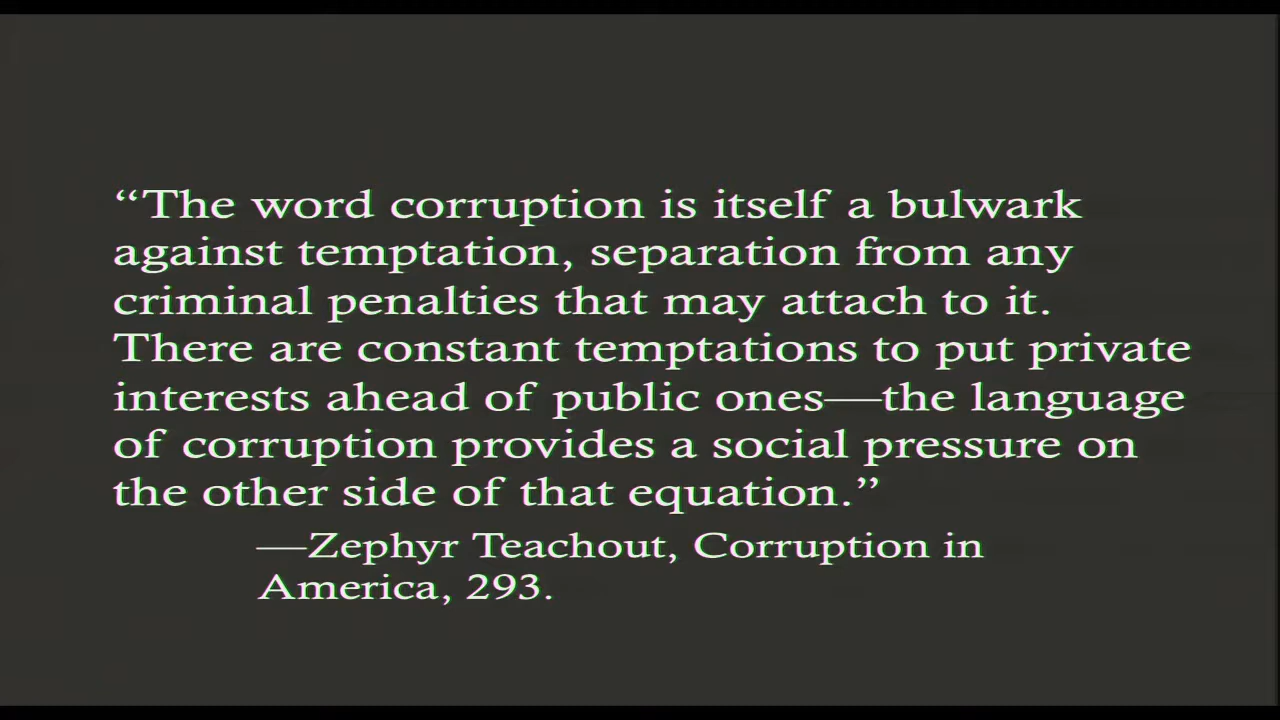 “The word corruption is itself a bulwark
against temptation, separation from any
criminal penalties that may attach to it.
There are constant temptations to put private
interests ahead of public ones—the language
of corruption provides a social pressure on
the other side of that equation.”
—Zephyr Teachout, Corruption in
America, 293.